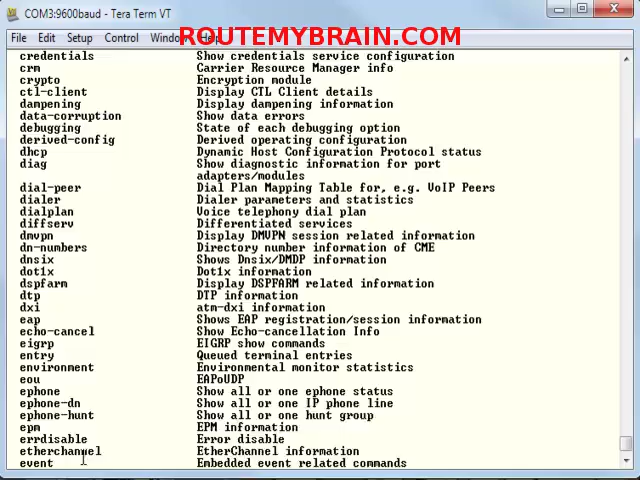 COM3:9600baud - Tera Term VT
ROUTEMYBRAIN.COM
File Edit Setup Control Window Help
credentials Show credentials service configuration
crm Carrier Resource Manager info
crypto Encryption module
ctl-client Display CTL Client details
dampening Display dampening information
data-corruption Show data errors
debugging State of each debugging option
derived-config Derived operating configuration
dhcp Dynamic Host Configuration Protocol status
diag Show diagnostic information for port
adapters/modules
dial-peer Dial Plan Mapping Table for, e.g. VoIP Peers
dialer Dialer parameters and statistics
dialplan Voice telephony dial plan
diffserv Differentiated services
dmvpn Display DMVPN session related information
dn-numbers Directory number information of CME
dnsix Shows Dnsix/DMDP information
dot1x Dot1x information
dspfarm Display DSPFARM related information
dtp DTP information
dxi atm-dxi information
eap Shows EAP registration/session information
echo-cancel Show Echo-cancellation Info
eigrp EIGRP show commands
entry Queued terminal entries
environment Environmental monitor statistics
eou EAPoUDP
ephone Show all or one ephone status
ephone-dn Show all or one IP phone line
ephone-hunt Show all or one hunt group
epm EPM information
errdisable Error disable
etherchannel EtherChannel information
event Embedded event related commands